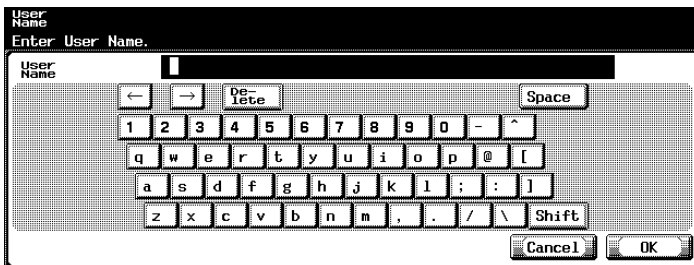 User
Name
Enter User Name.
User
Name
← → De-
lete Space
1 2 3 4 5 6 7 8 9 0 - ^
q w e r t y u i o p @ [
a s d f g h j k l ; : ]
z x c v b n m , . / \ Shift
Cancel OK